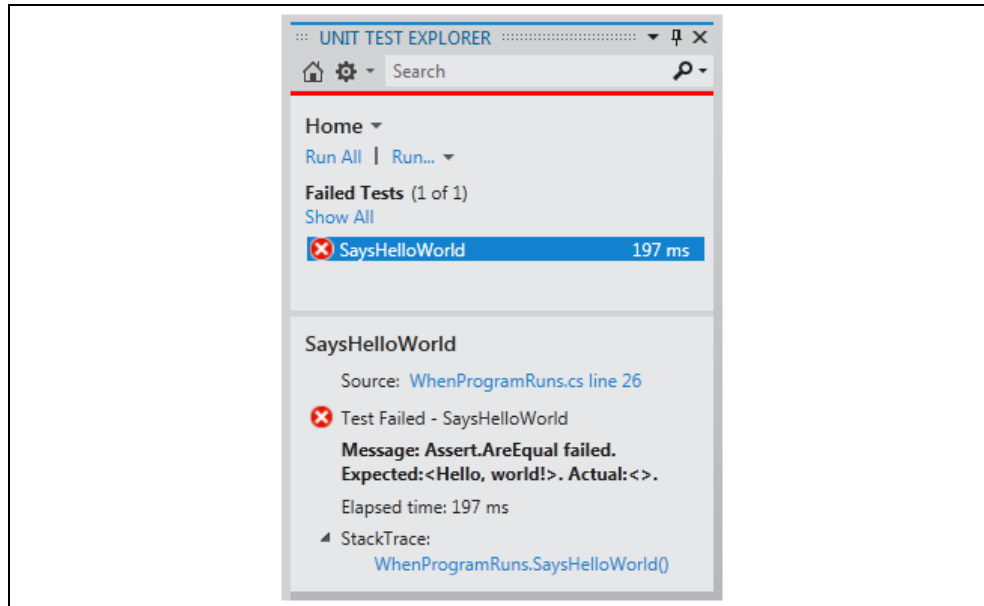 UNIT TEST EXPLORER
Search
Home
Run All | Run...
Failed Tests (1 of 1)
Show All
SaysHelloWorld 197 ms
SaysHelloWorld
Source: WhenProgramRuns.cs line 26
Test Failed - SaysHelloWorld
Message: Assert.AreEqual failed.
Expected:<Hello, world!>. Actual:<>.
Elapsed time: 197 ms
StackTrace:
WhenProgramRuns.SaysHelloWorld()